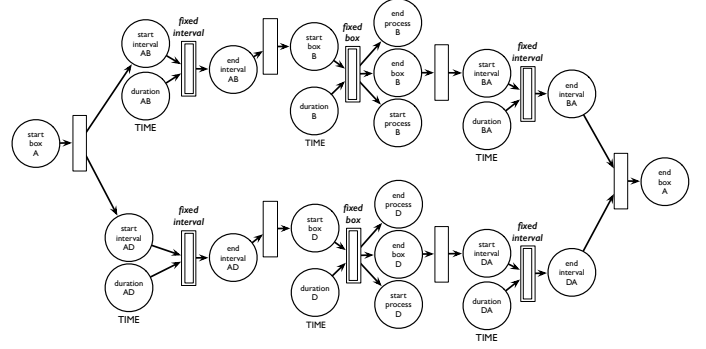 start
box
A
start
interval
AB
duration
AB
TIME
fixed
interval
end
interval
AB
start
box
B
duration
B
TIME
fixed
box
end
process
B
end
box
B
start
process
B
start
interval
BA
duration
BA
TIME
fixed
interval
end
interval
BA
start
interval
AD
duration
AD
TIME
fixed
interval
end
interval
AD
start
box
D
duration
D
TIME
fixed
box
end
process
D
end
box
D
start
process
D
start
interval
DA
duration
DA
TIME
fixed
interval
end
interval
DA
end
box
A